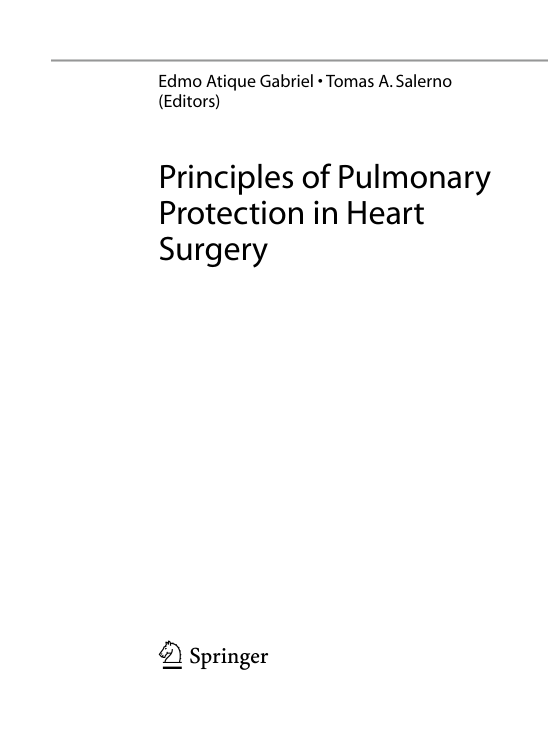 Edmo Atique Gabriel • Tomas A. Salerno
(Editors)
Principles of Pulmonary
Protection in Heart
Surgery
Springer